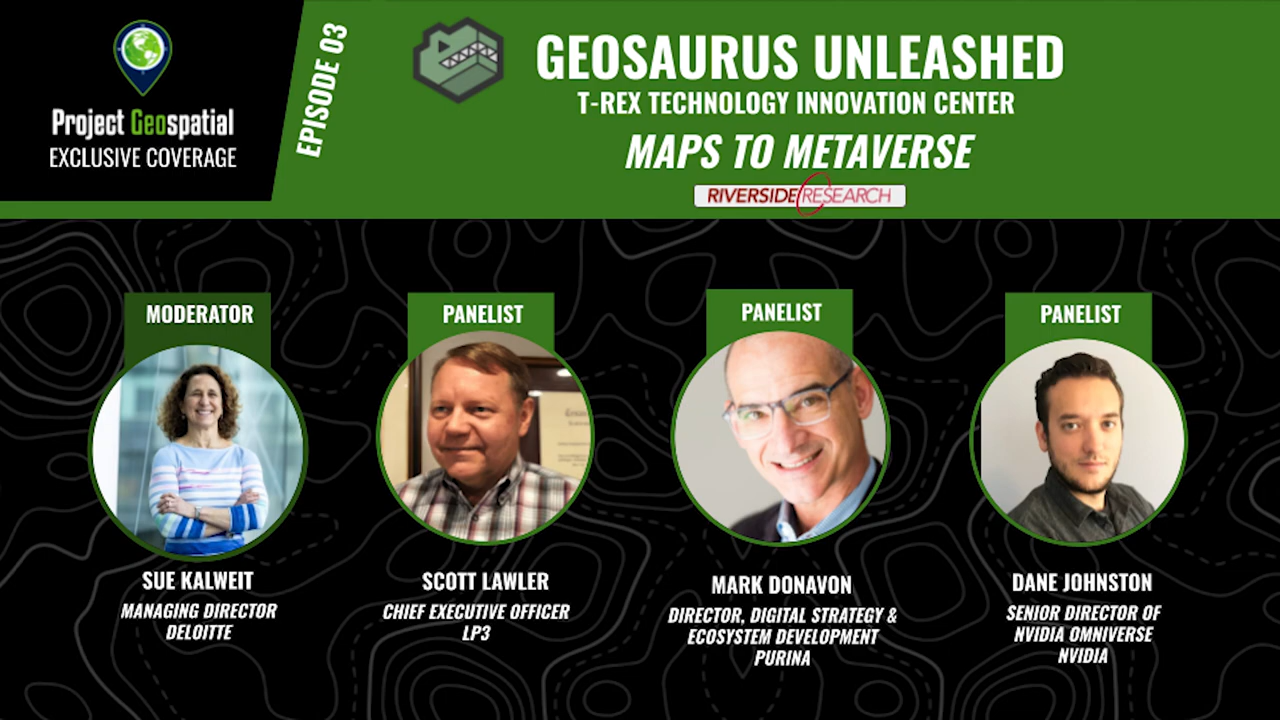 Project Geospatial
EXCLUSIVE COVERAGE
EPISODE 03
GEOSAURUS UNLEASHED
T-REX TECHNOLOGY INNOVATION CENTER
MAPS TO METAVERSE
RIVERSIDE RESEARCH
MODERATOR
SUE KALWEIT
MANAGING DIRECTOR
DELOITTE
PANELIST
SCOTT LAWLER
CHIEF EXECUTIVE OFFICER
LP3
PANELIST
MARK DONAVON
DIRECTOR, DIGITAL STRATEGY &
ECOSYSTEM DEVELOPMENT
PURINA
PANELIST
DANE JOHNSTON
SENIOR DIRECTOR OF
NVIDIA OMNIVERSE
NVIDIA